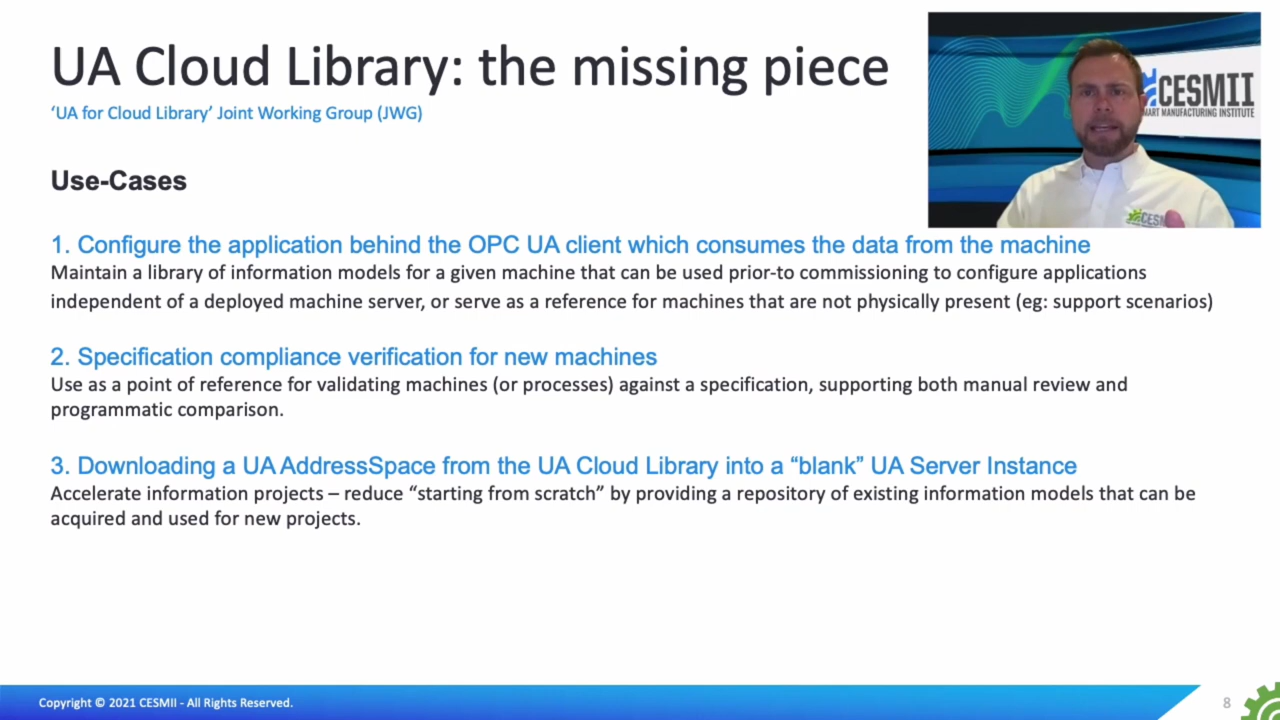 UA Cloud Library: the missing piece
‘UA for Cloud Library’ Joint Working Group (JWG)
CESMII
MART MANUFACTURING INSTITUTE
CESM
Use-Cases
1. Configure the application behind the OPC UA client which consumes the data from the machine
Maintain a library of information models for a given machine that can be used prior-to commissioning to configure applications
independent of a deployed machine server, or serve as a reference for machines that are not physically present (eg: support scenarios)
2. Specification compliance verification for new machines
Use as a point of reference for validating machines (or processes) against a specification, supporting both manual review and
programmatic comparison.
3. Downloading a UA AddressSpace from the UA Cloud Library into a “blank” UA Server Instance
Accelerate information projects – reduce “starting from scratch” by providing a repository of existing information models that can be
acquired and used for new projects.
Copyright © 2021 CESMII - All Rights Reserved.
8